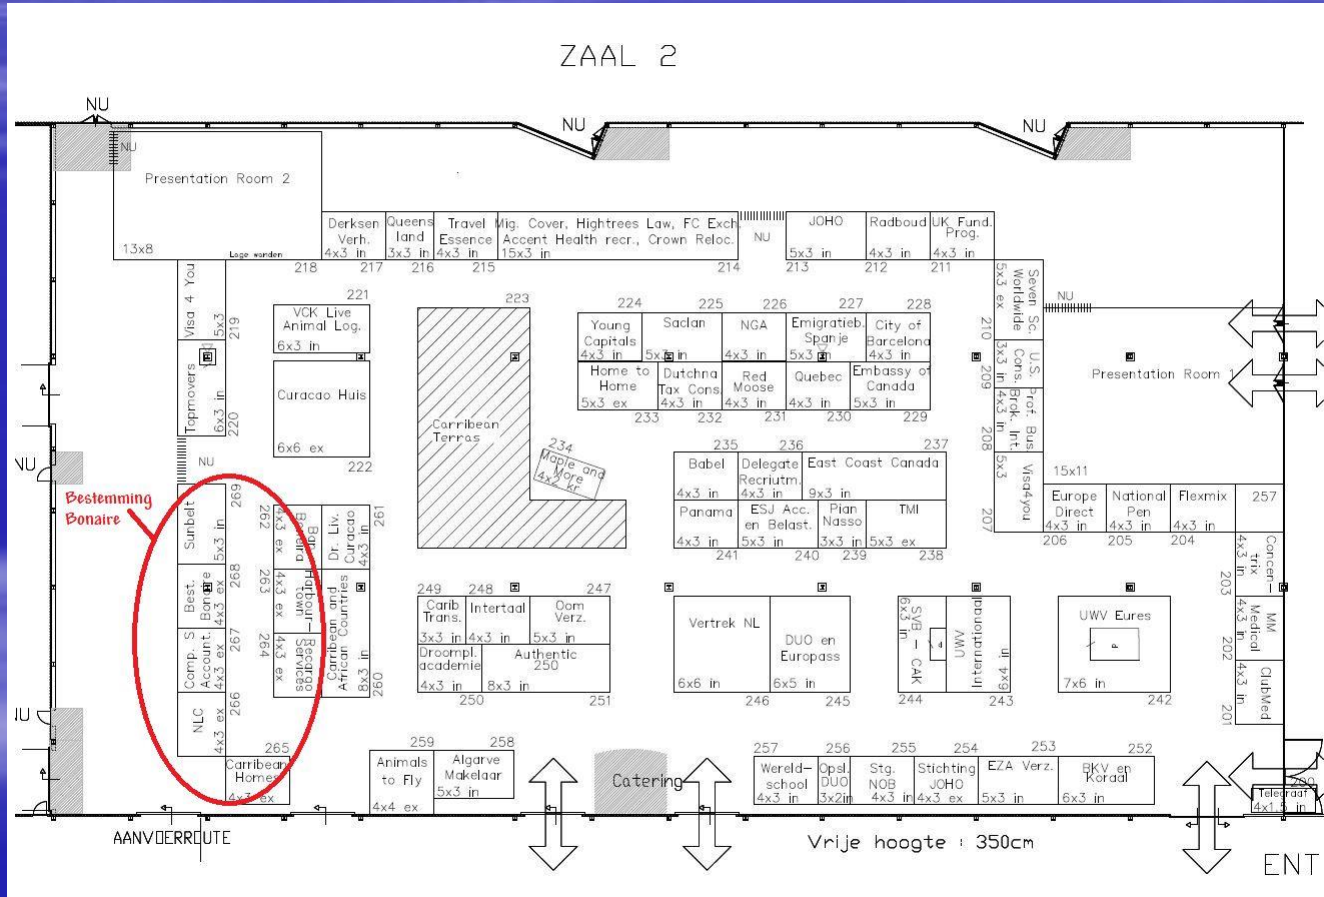 ZAAL 2
NU
NU
NU
NU
Presentation Room 2
13x8
Lage wanden
218
Derksen
Verh.
4x3 in
217
Queens
land
3x3 in
216
Travel
Essence
4x3 in
215
Mig. Cover, Hightrees Law, FC Exch.
Accent Health recr., Crown Reloc.
15x3 in
214
NU
JOHO
5x3 in
213
Radboud
4x3 in
212
UK Fund.
Prog.
4x3 in
211
Seven Sc.
Worldwide
5x3 ex
210
NU
U.S.
Cons.
3x3 in
209
Prof. Bus.
Brok. Int.
4x3 in
208
Visa4you
5x3
207
Presentation Room 1
15x11
Visa 4 You
5x3
219
Topmovers
6x3 in
220
NU
221
VCK Live
Animal Log.
6x3 in
Curacao Huis
6x6 ex
222
223
Carribean
Terras
234
Maple and
More
4x2 kr
224
Young
Capitals
4x3 in
225
Saclan
5x3 in
226
NGA
4x3 in
227
Emigratieb.
Spanje
5x3 in
228
City of
Barcelona
4x3 in
Home to
Home
5x3 ex
233
Dutchna
Tax Cons.
4x3 in
232
Red
Moose
4x3 in
231
Quebec
4x3 in
230
Embassy of
Canada
5x3 in
229
235
Babel
4x3 in
236
Delegate
Recriutm.
4x3 in
237
East Coast Canada
9x3 in
Panama
4x3 in
241
ESJ Acc.
en Belast.
5x3 in
240
Pian
Nasso
3x3 in
239
TMI
5x3 ex
238
Europe
Direct
4x3 in
206
National
Pen
4x3 in
205
Flexmix
4x3 in
204
257
Concen-
trix
4x3 in
203
MM
Medical
4x3 in
202
ClubMed
4x3 in
201
NU
Bestemming
Bonaire
Sunbelt
5x3 in
269
Best.
Bonaire
4x3 ex
268
Comp. S
Account.
4x3 ex
267
NLC
4x3 ex
266
265
Carribean
Homes
4x3 ex
262
4x3 ex
263
Harbour-
town
4x3 ex
264
Recargo
Services
4x3 ex
261
Dr. Liv.
Curacao
4x3 in
Carribean and
African Countries
8x3 in
260
249
Carib
Trans.
3x3 in
248
Intertaal
4x3 in
247
Oom
Verz.
5x3 in
Droompl.
academie
4x3 in
250
Authentic
250
8x3 in
251
Vertrek NL
6x6 in
246
DUO en
Europass
6x5 in
245
SVB - CAK
6x3 in
244
UWV
International
6x4 in
243
UWV Eures
P
7x6 in
242
NU
259
Animals
to Fly
4x4 ex
258
Algarve
Makelaar
5x3 in
Catering
257
Wereld-
school
4x3 in
256
Opsl.
DUO
3x2in
255
Stg.
NOB
4x3 in
254
Stichting
JOHO
4x3 ex
253
EZA Verz.
5x3 in
252
BKV en
Koraal
6x3 in
200
Telegraaf
4x1.5 in
AANVOERROUTE
Vrije hoogte : 350cm
ENT